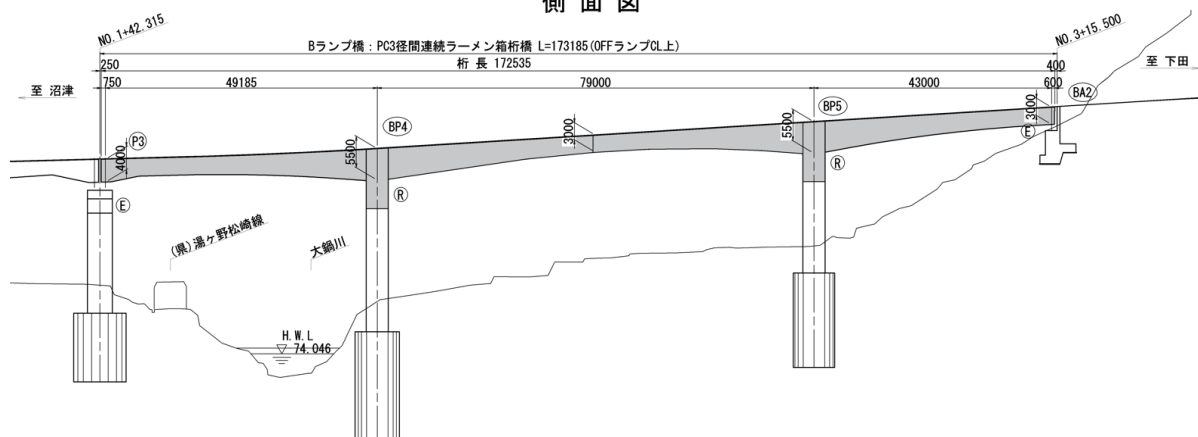 側面図
NO.1+42.315
NO.3+15.500
Bランプ橋：PC3径間連続ラーメン箱桁橋 L=173185(OFFランプCL上)
250
桁長 172535
400
至 沼津
750
49185
79000
43000
600
至 下田
P3
4000
5500
BP4
3000
5500
BP5
3000
BA2
E
R
R
E
(県)湯ヶ野松崎線
大鍋川
H.W.L
74.046